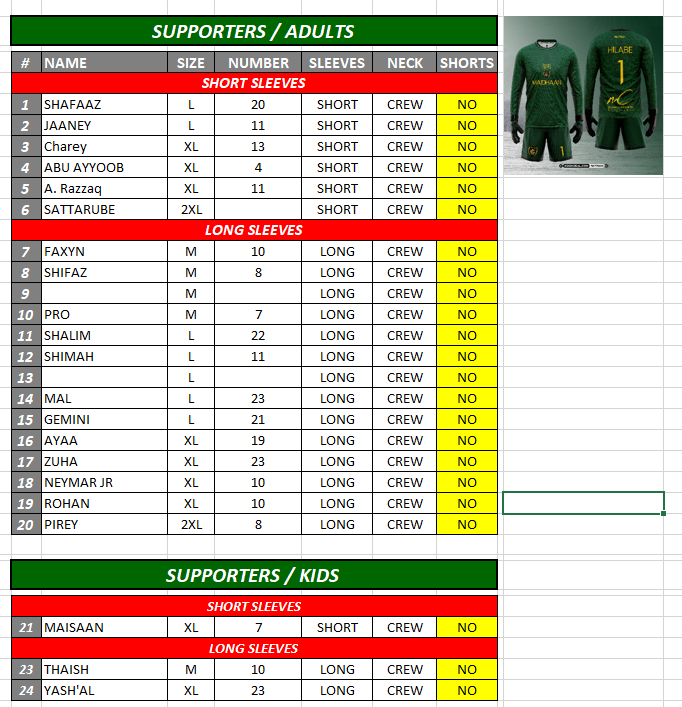 SUPPORTERS / ADULTS
# NAME SIZE NUMBER SLEEVES NECK SHORTS
SHORT SLEEVES
1 SHAFAAZ L 20 SHORT CREW NO
2 JAANEY L 11 SHORT CREW NO
3 Charey XL 13 SHORT CREW NO
4 ABU AYYOOB XL 4 SHORT CREW NO
5 A. Razzaq XL 11 SHORT CREW NO
6 SATTARUBE 2XL SHORT CREW NO
LONG SLEEVES
7 FAXYN M 10 LONG CREW NO
8 SHIFAZ M 8 LONG CREW NO
9 M LONG CREW NO
10 PRO M 7 LONG CREW NO
11 SHALIM L 22 LONG CREW NO
12 SHIMAH L 11 LONG CREW NO
13 L LONG CREW NO
14 MAL L 23 LONG CREW NO
15 GEMINI L 21 LONG CREW NO
16 AYAA XL 19 LONG CREW NO
17 ZUHA XL 23 LONG CREW NO
18 NEYMAR JR XL 10 LONG CREW NO
19 ROHAN XL 10 LONG CREW NO
20 PIREY 2XL 8 LONG CREW NO
SUPPORTERS / KIDS
SHORT SLEEVES
21 MAISAAN XL 7 SHORT CREW NO
LONG SLEEVES
23 THAISH M 10 LONG CREW NO
24 YASH'AL XL 23 LONG CREW NO
HILABE
1
MAIDHAAN
1